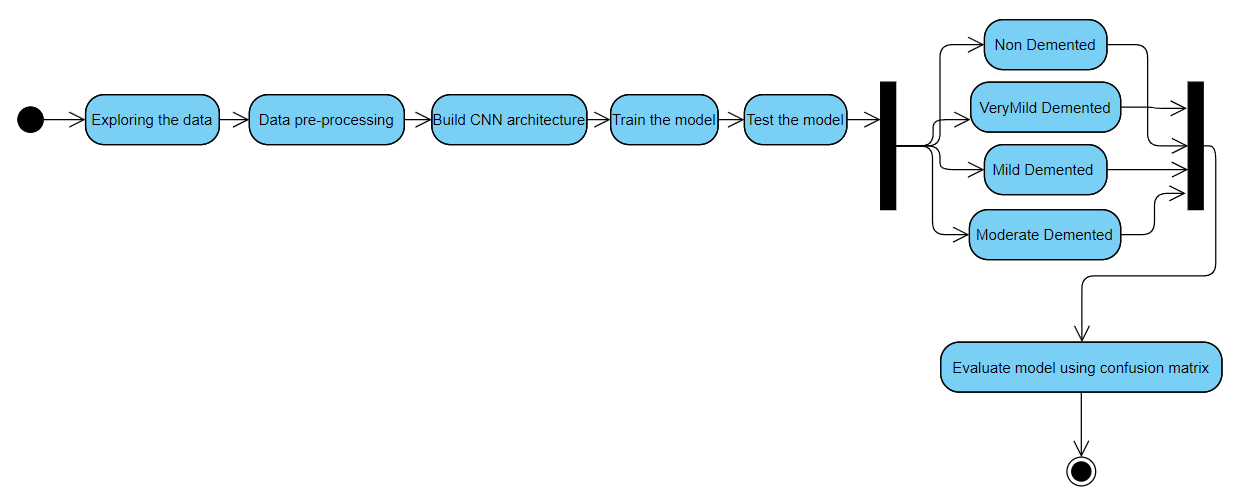 Exploring the data
Data pre-processing
Build CNN architecture
Train the model
Test the model
Non Demented
VeryMild Demented
Mild Demented
Moderate Demented
Evaluate model using confusion matrix